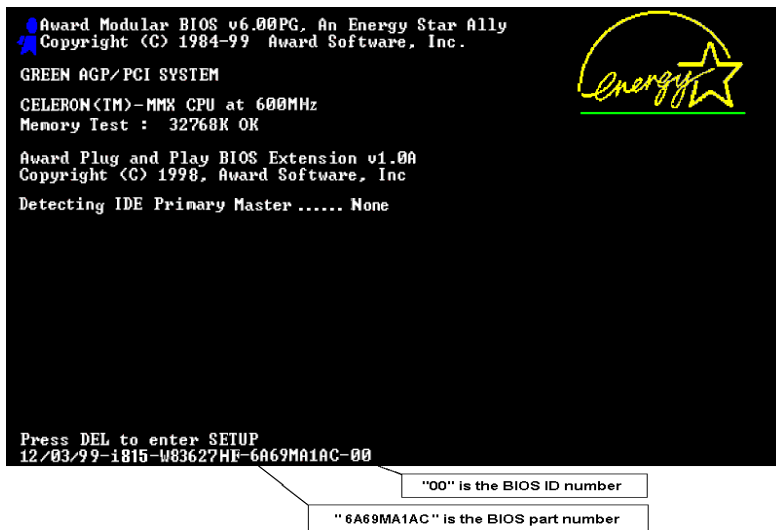 Award Modular BIOS v6.00PG, An Energy Star Ally
Copyright (C) 1984-99 Award Software, Inc.
energy
GREEN AGP/PCI SYSTEM
CELERON(TM)-MMX CPU at 600MHz
Memory Test : 32768K OK
Award Plug and Play BIOS Extension v1.0A
Copyright (C) 1998, Award Software, Inc
Detecting IDE Primary Master ...... None
Press DEL to enter SETUP
12/03/99-i815-W83627HF-6A69MA1AC-00
"00" is the BIOS ID number
"6A69MA1AC" is the BIOS part number